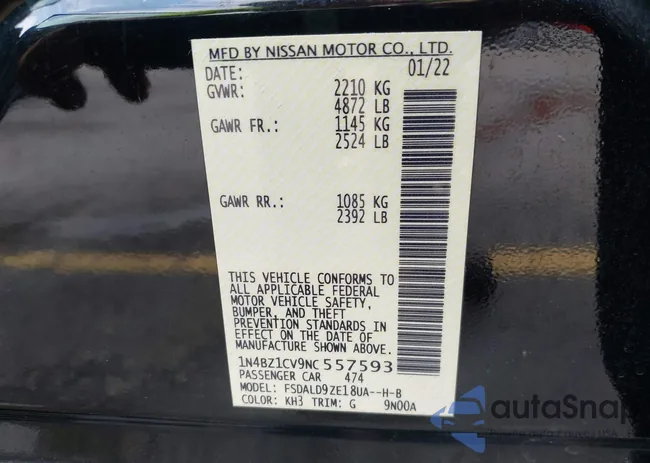 MFD BY NISSAN MOTOR CO., LTD.
DATE: 01/22
GVWR: 2210 KG
4872 LB
GAWR FR.: 1145 KG
2524 LB
GAWR RR.: 1085 KG
2392 LB
THIS VEHICLE CONFORMS TO
ALL APPLICABLE FEDERAL
MOTOR VEHICLE SAFETY,
BUMPER, AND THEFT
PREVENTION STANDARDS IN
EFFECT ON THE DATE OF
MANUFACTURE SHOWN ABOVE.
1N4BZ1CV9NC 557593
PASSENGER CAR 474
MODEL: FSDALD9ZE18UA--H-B
COLOR: KH3 TRIM: G 9N00A
autoSnap